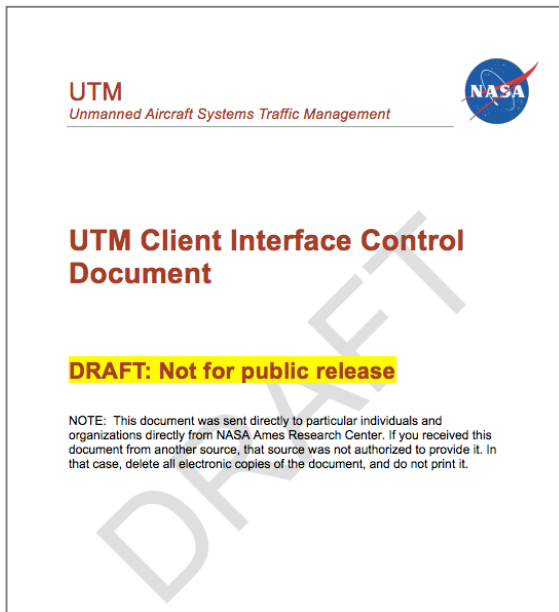 UTM
Unmanned Aircraft Systems Traffic Management
NASA
UTM Client Interface Control
Document
DRAFT: Not for public release
NOTE:  This document was sent directly to particular individuals and
organizations directly from NASA Ames Research Center. If you received this
document from another source, that source was not authorized to provide it. In
that case, delete all electronic copies of the document, and do not print it.
DRAFT